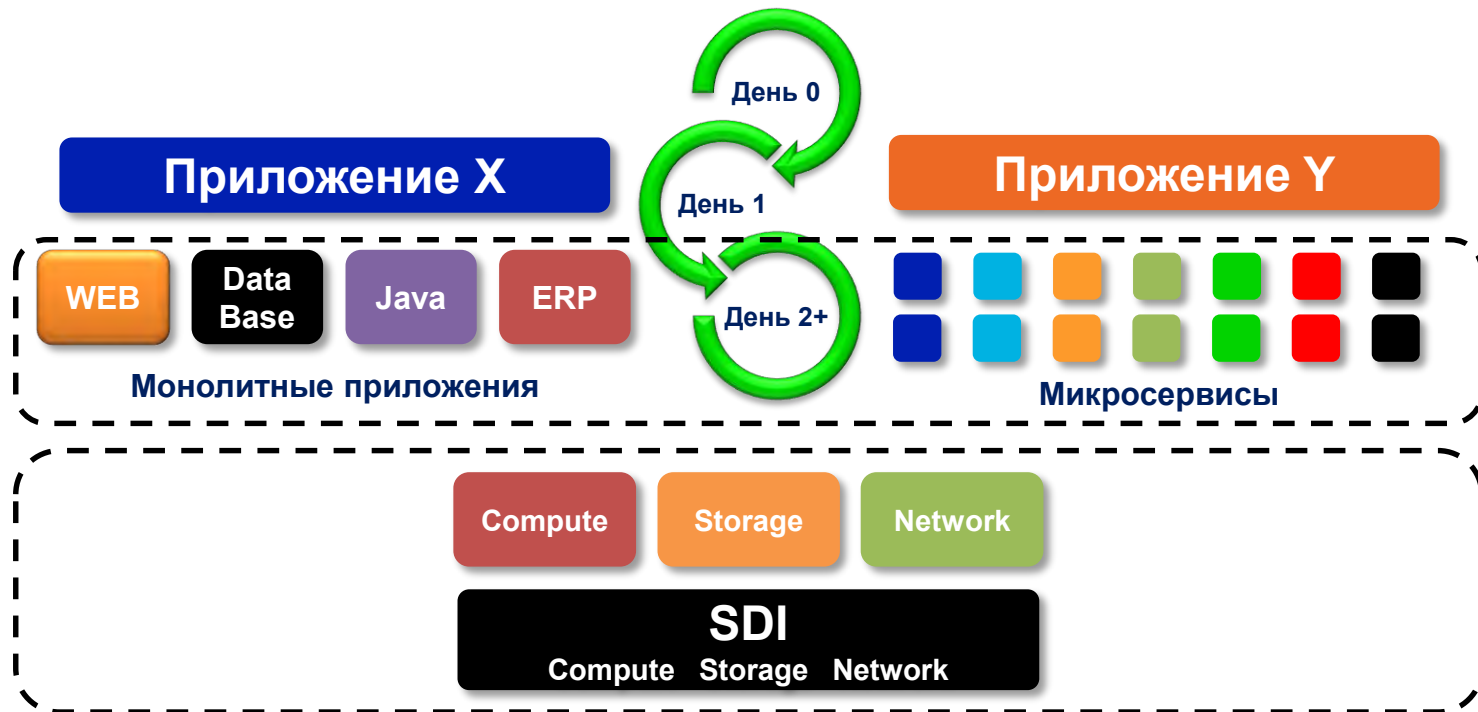 День 0
Приложение X
Приложение Y
День 1
WEB
Data
Base
Java
ERP
День 2+
Монолитные приложения
Микросервисы
Compute
Storage
Network
SDI
Compute Storage Network